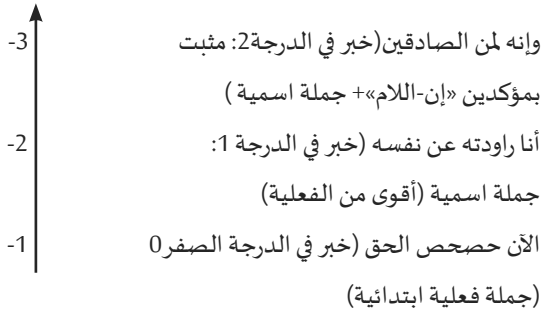 -3 وإنه لمن الصادقين(خبر في الدرجة2: مثبت
بمؤكدين «إن-اللام»+ جملة اسمية )
-2 أنا راودته عن نفسه (خبر في الدرجة 1:
جملة اسمية (أقوى من الفعلية)
-1 الآن حصحص الحق (خبر في الدرجة الصفر0
(جملة فعلية ابتدائية)